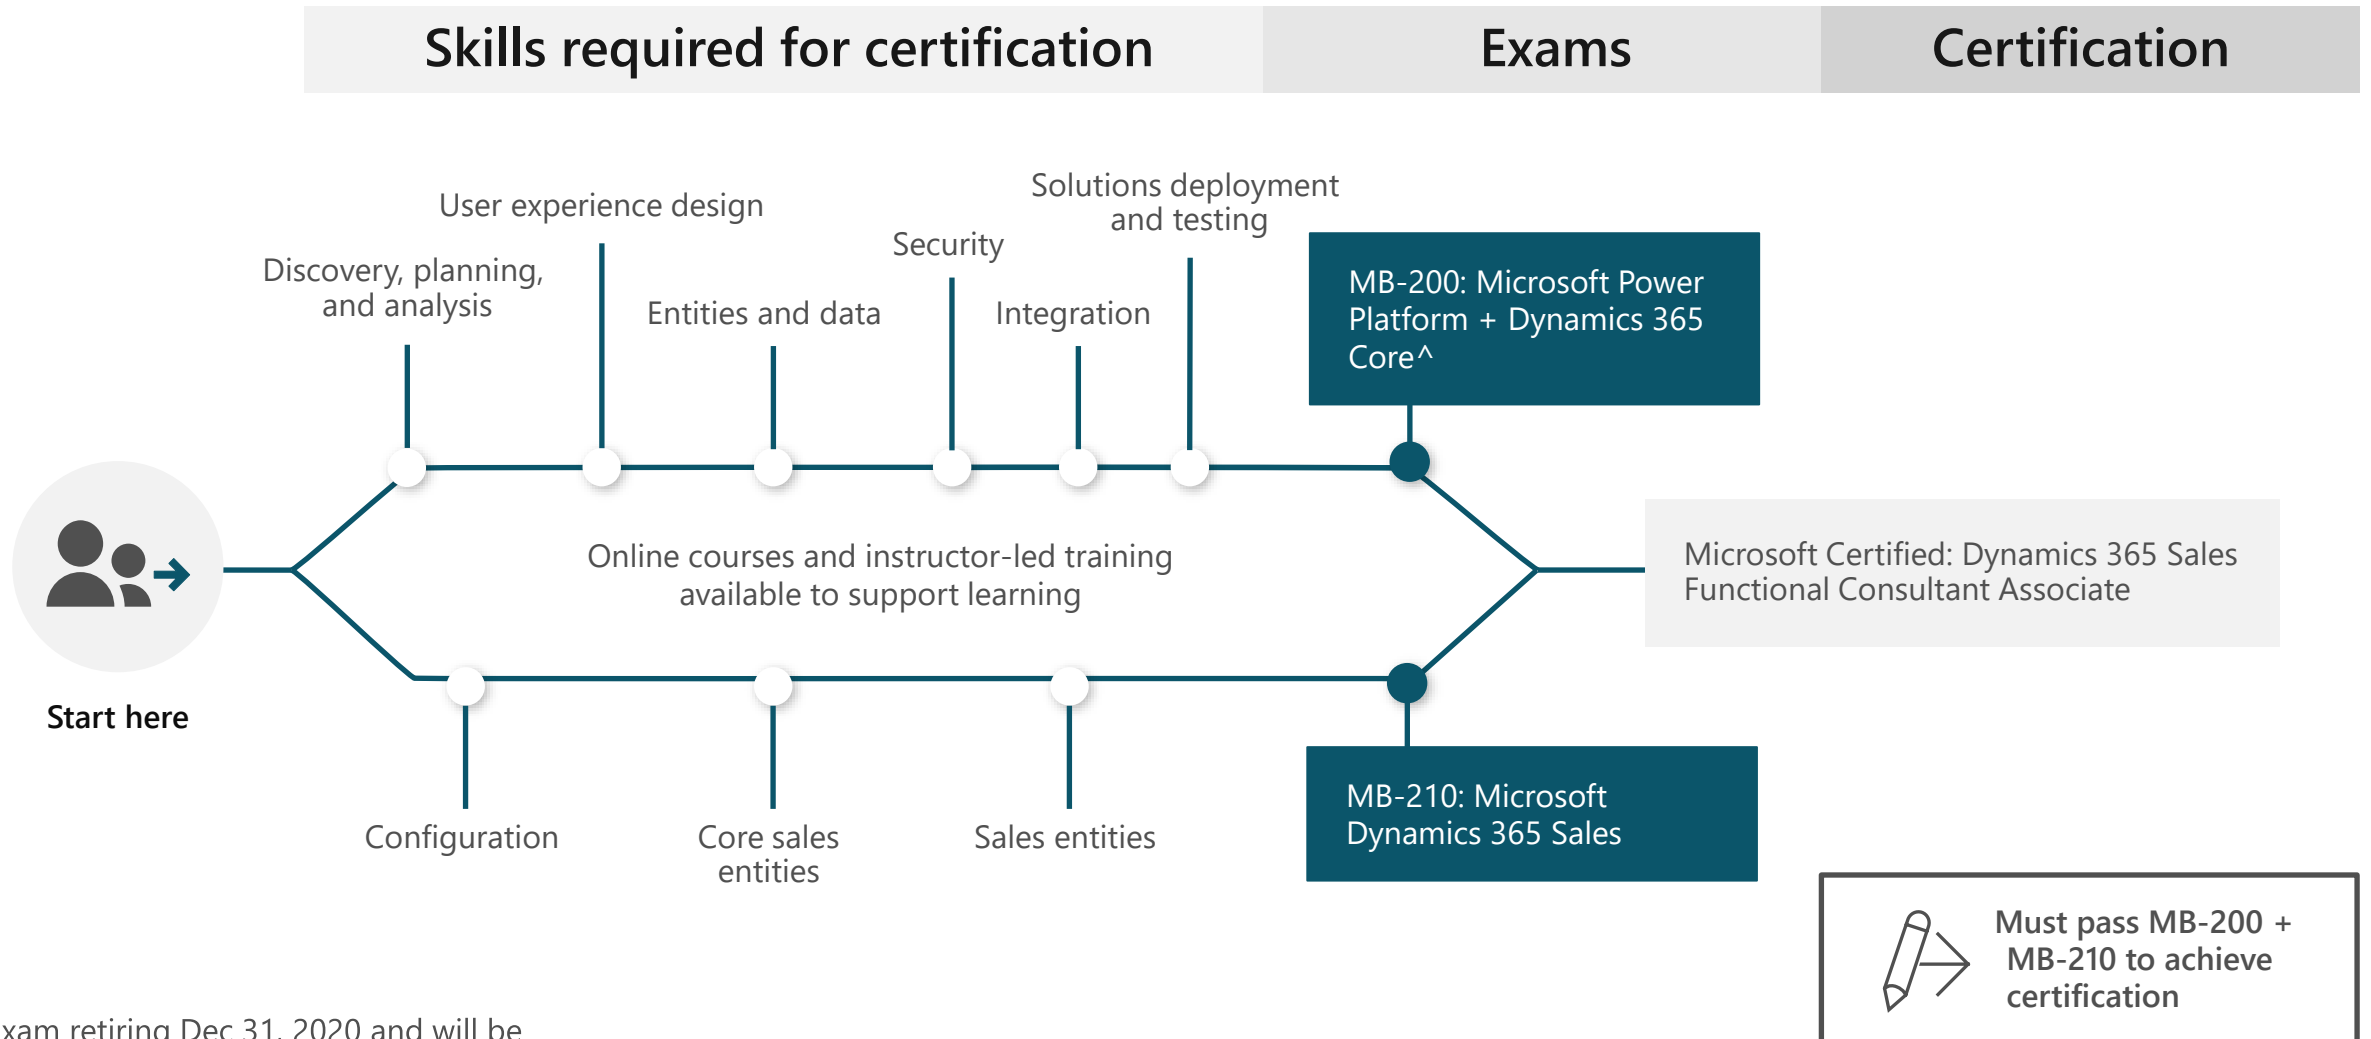 Skills required for certification
Exams
Certification
User experience design
Solutions deployment
and testing
Security
Discovery, planning,
and analysis
Entities and data
Integration
MB-200: Microsoft Power
Platform + Dynamics 365
Core^
Online courses and instructor-led training
available to support learning
Microsoft Certified: Dynamics 365 Sales
Functional Consultant Associate
Start here
Configuration
Core sales
entities
Sales entities
MB-210: Microsoft
Dynamics 365 Sales
Must pass MB-200 +
MB-210 to achieve
certification
retiring Dec 31, 2020 and will be